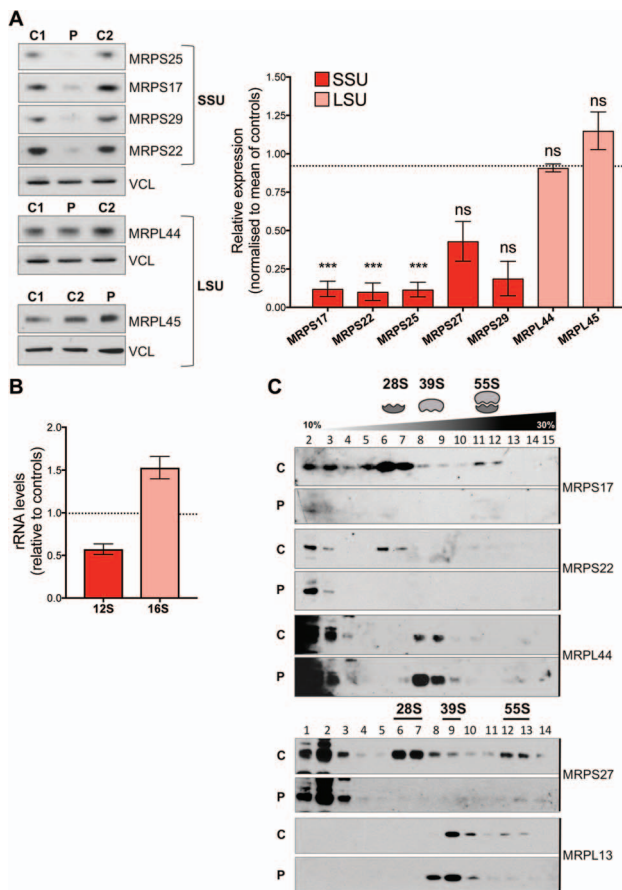 A
C1 P C2
MRPS25
MRPS17
MRPS29
MRPS22
VCL
SSU
C1 P C2
MRPL44
VCL
C1 C2 P
MRPL45
VCL
LSU
Relative expression
(normalised to mean of controls)
1.50
1.25
1.00
0.75
0.50
0.25
0.00
SSU
LSU
*** *** *** ns ns ns ns
MRPS17 MRPS22 MRPS25 MRPS27 MRPS29 MRPL44 MRPL45
B
rRNA levels
(relative to controls)
2.0
1.5
1.0
0.5
0.0
12S 16S
C
28S 39S 55S
10% 30%
2 3 4 5 6 7 8 9 10 11 12 13 14 15
C
P
MRPS17
C
P
MRPS22
C
P
MRPL44
28S 39S 55S
1 2 3 4 5 6 7 8 9 10 11 12 13 14
C
P
MRPS27
C
P
MRPL13